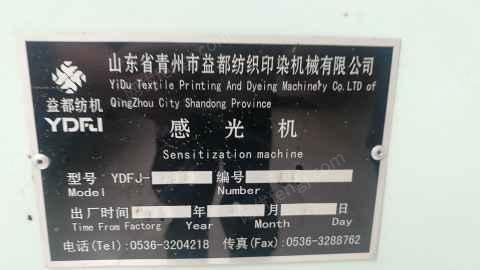 山东省青州市益都纺织印染机械有限公司
YiDu Textile Printing And Dyeing Machinery Co.LTD of
QingZhou City Shandong Province
益都纺机
YDFJ
感光机
Sensitization machine
型号 YDFJ- 编号
Model Number
出厂时间 年 月 日
Time From Factorg Year Month Day
电话(Tel):0536-3204218 传真(Fax):0536-3288762